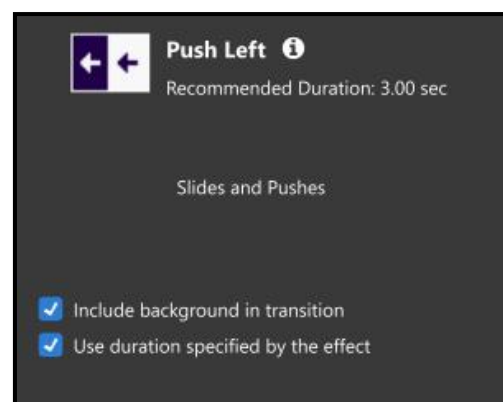 Push Left
Recommended Duration: 3.00 sec
Slides and Pushes
Include background in transition
Use duration specified by the effect